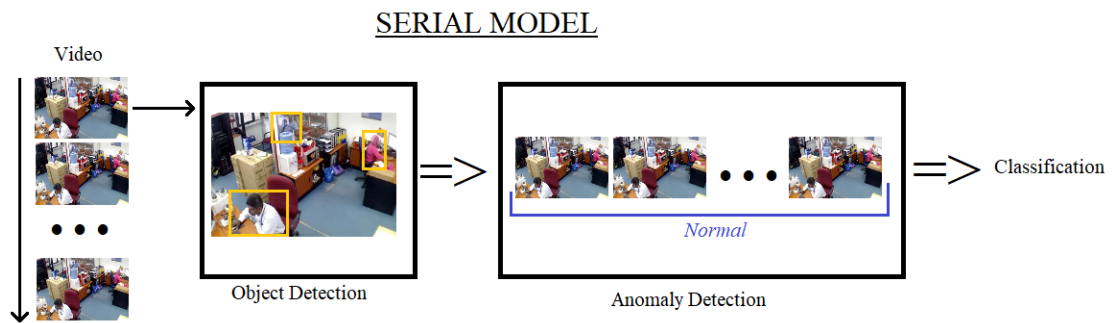 SERIAL MODEL
Video
Object Detection
Normal
Anomaly Detection
Classification